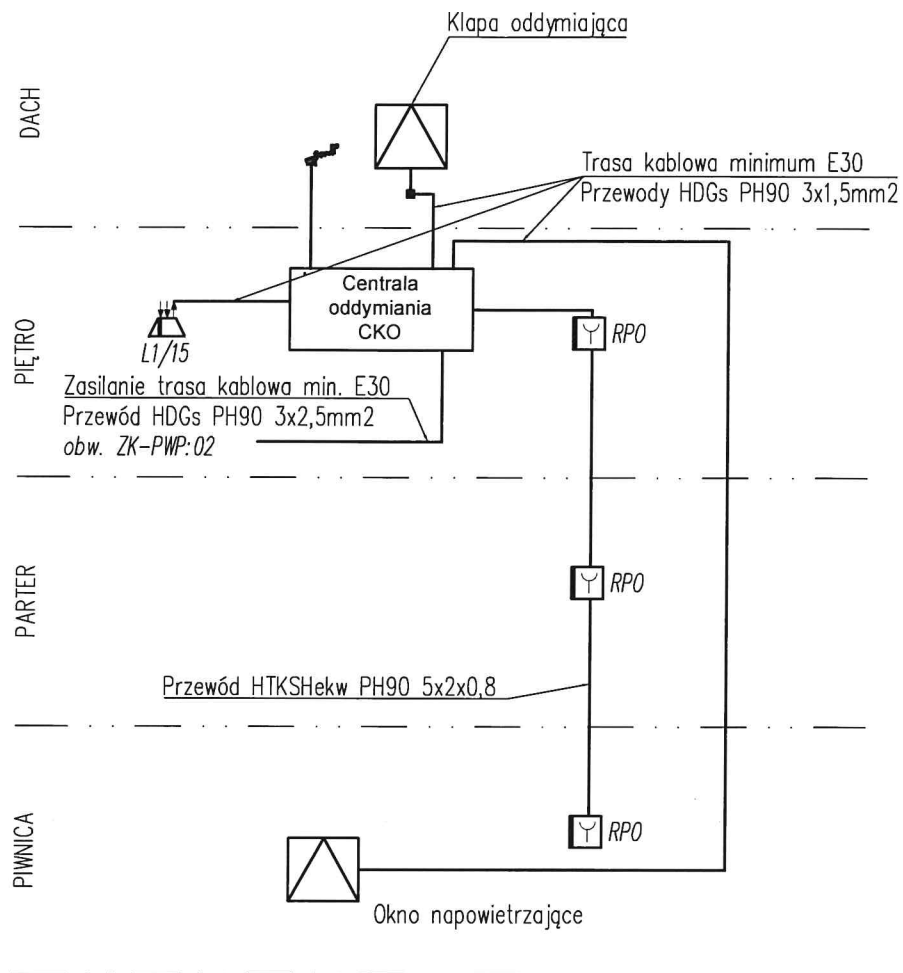 Klapa oddymiająca
DACH
Trasa kablowa minimum E30
Przewody HDGs PH90 3x1,5mm2
Centrala
oddymiania
CKO
L1/15
RPO
PIĘTRO
Zasilanie trasa kablowa min. E30
Przewód HDGs PH90 3x2,5mm2
obw. ZK-PWP:02
PARTER
RPO
Przewód HTKSHekw PH90 5x2x0,8
PIWNICA
RPO
Okno napowietrzające